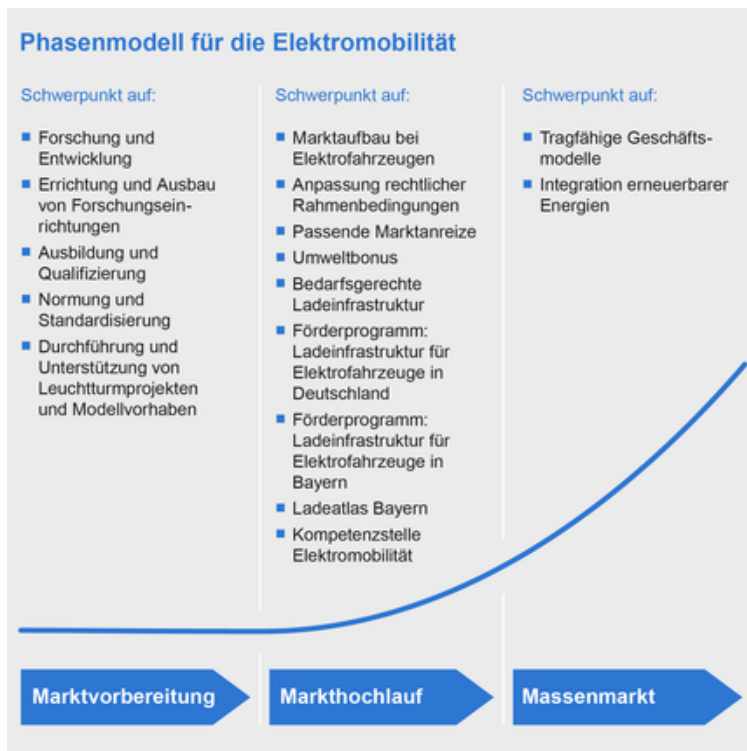 Phasenmodell für die Elektromobilität
Schwerpunkt auf:
Forschung und
Entwicklung
Errichtung und Ausbau
von Forschungsein-
richtungen
Ausbildung und
Qualifizierung
Normung und
Standardisierung
Durchführung und
Unterstützung von
Leuchtturmprojekten
und Modellvorhaben
Schwerpunkt auf:
Marktaufbau bei
Elektrofahrzeugen
Anpassung rechtlicher
Rahmenbedingungen
Passende Marktanreize
Umweltbonus
Bedarfsgerechte
Ladeinfrastruktur
Förderprogramm:
Ladeinfrastruktur für
Elektrofahrzeuge in
Deutschland
Förderprogramm:
Ladeinfrastruktur für
Elektrofahrzeuge in
Bayern
Ladeatlas Bayern
Kompetenzstelle
Elektromobilität
Schwerpunkt auf:
Tragfähige Geschäfts-
modelle
Integration erneuerbarer
Energien
Marktvorbereitung
Markthochlauf
Massenmarkt